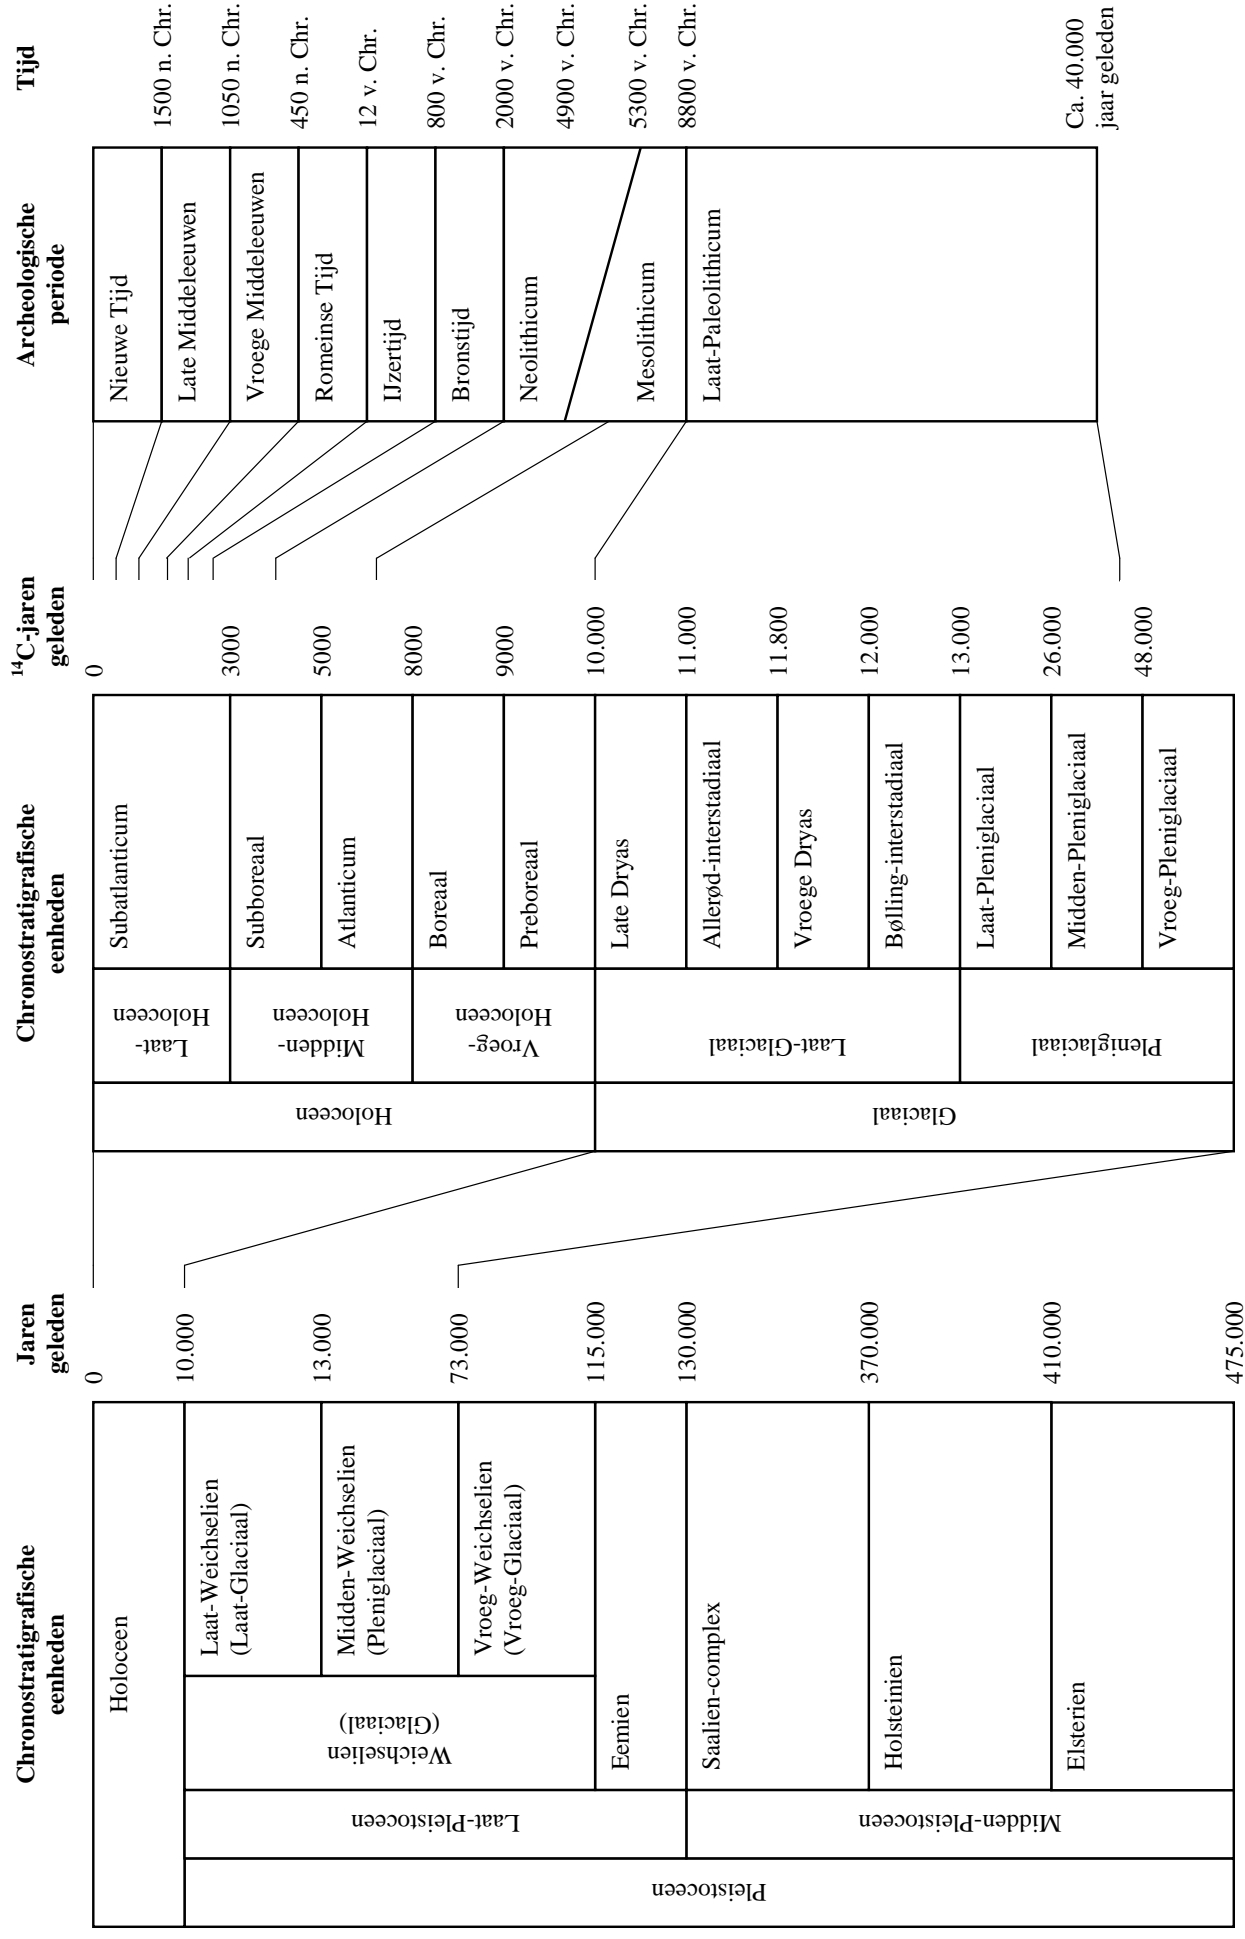 Chronostratigrafische
eenheden
Jaren
geleden
Chronostratigrafische
eenheden
14C-jaren
geleden
Archeologische
periode
Tijd
Holoceen
Pleistoceen
Laat-Pleistoceen
Midden-Pleistoceen
Weichselien
(Glaciaal)
Laat-Weichselien
(Laat-Glaciaal)
Midden-Weichselien
(Pleniglaciaal)
Vroeg-Weichselien
(Vroeg-Glaciaal)
Eemien
Saalien-complex
Holsteinien
Elsterien
0
10.000
13.000
73.000
115.000
130.000
370.000
410.000
475.000
Holoceen
Glaciaal
Laat-
Holoceen
Midden-
Holoceen
Vroeg-
Holoceen
Laat-Glaciaal
Pleniglaciaal
Subatlanticum
Subboreaal
Atlanticum
Boreaal
Preboreaal
Late Dryas
Allerød-interstadiaal
Vroege Dryas
Bølling-interstadiaal
Laat-Pleniglaciaal
Midden-Pleniglaciaal
Vroeg-Pleniglaciaal
0
3000
5000
8000
9000
10.000
11.000
11.800
12.000
13.000
26.000
48.000
Nieuwe Tijd
Late Middeleeuwen
Vroege Middeleeuwen
Romeinse Tijd
IJzertijd
Bronstijd
Neolithicum
Mesolithicum
Laat-Paleolithicum
1500 n. Chr.
1050 n. Chr.
450 n. Chr.
12 v. Chr.
800 v. Chr.
2000 v. Chr.
4900 v. Chr.
5300 v. Chr.
8800 v. Chr.
Ca. 40.000
jaar geleden